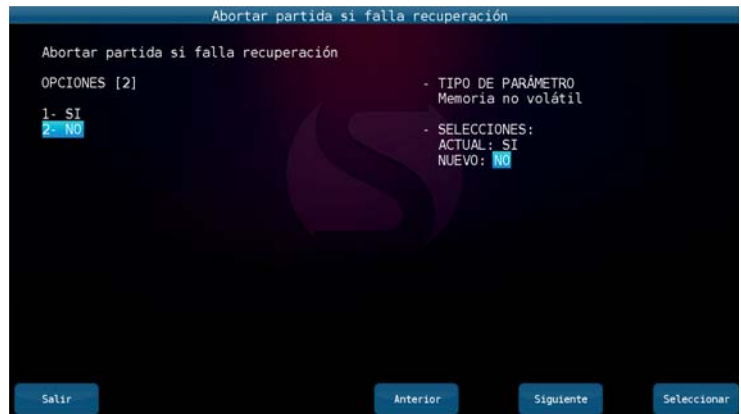 Abortar partida si falla recuperación
Abortar partida si falla recuperación
OPCIONES [2]
1- SI
2- NO
- TIPO DE PARÁMETRO
Memoria no volátil
- SELECCIONES:
ACTUAL: SI
NUEVO: NO
Salir
Anterior
Siguiente
Seleccionar